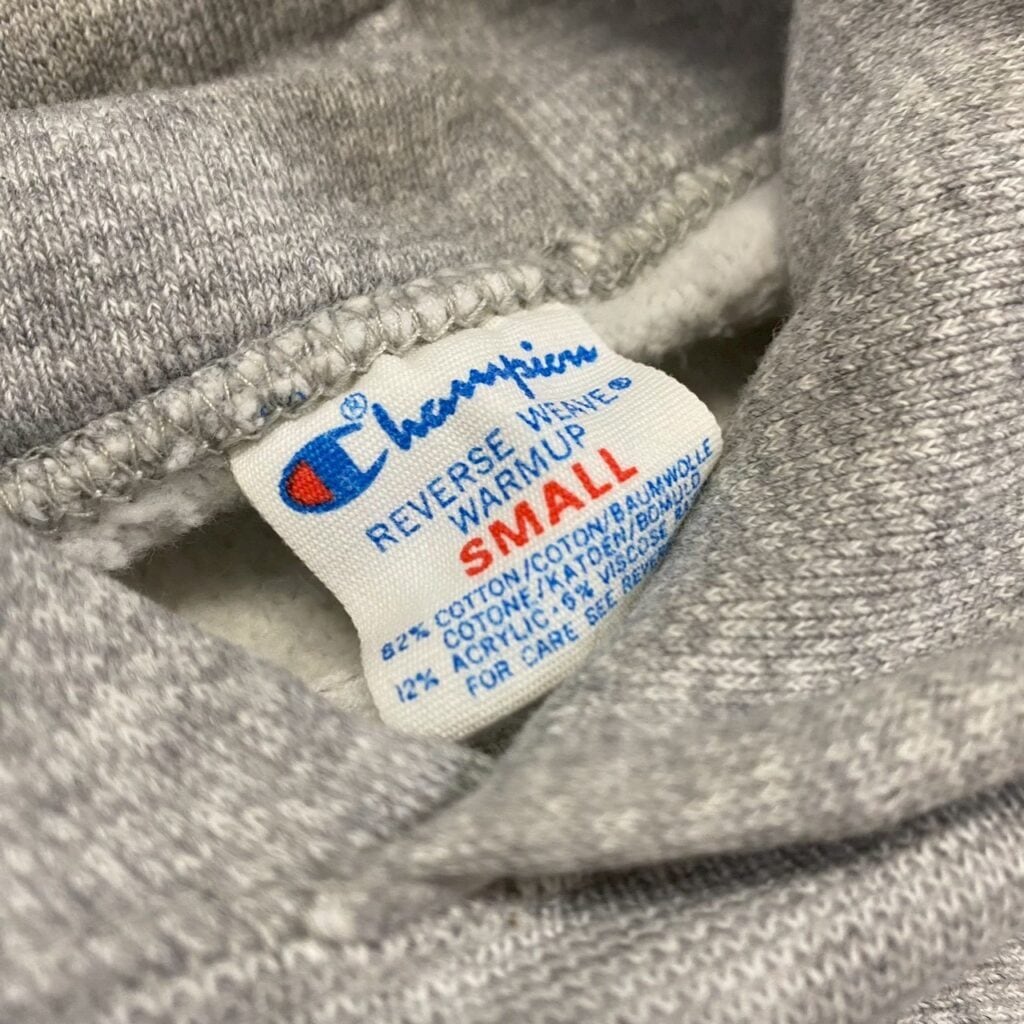 ®Champion
REVERSE WEAVE®
WARMUP
SMALL
82% COTTON/COTON/BAUMWOLLE
COTONE/KATOEN/BOMULD
12% ACRYLIC · 6% VISCOSE
FOR CARE SEE